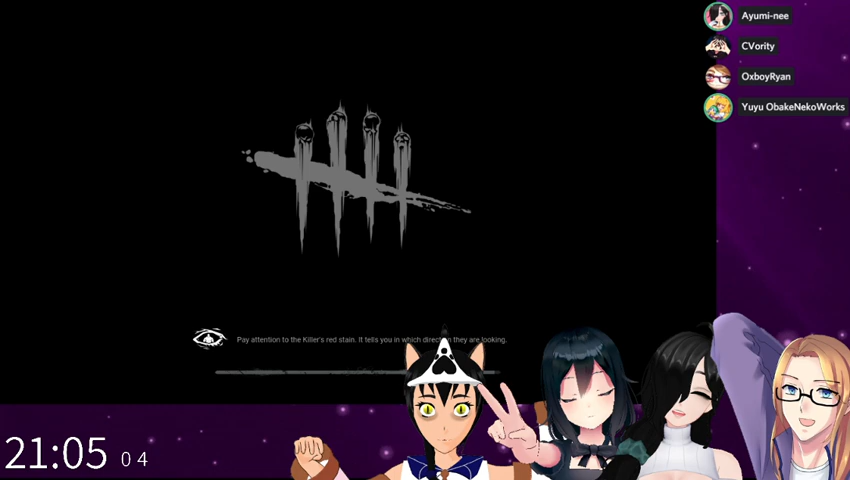 Ayumi-nee
CVority
OxboyRyan
Yuyu ObakeNekoWorks
Pay attention to the Killer's red stain. It tells you in which direction they are looking.
21:05 04